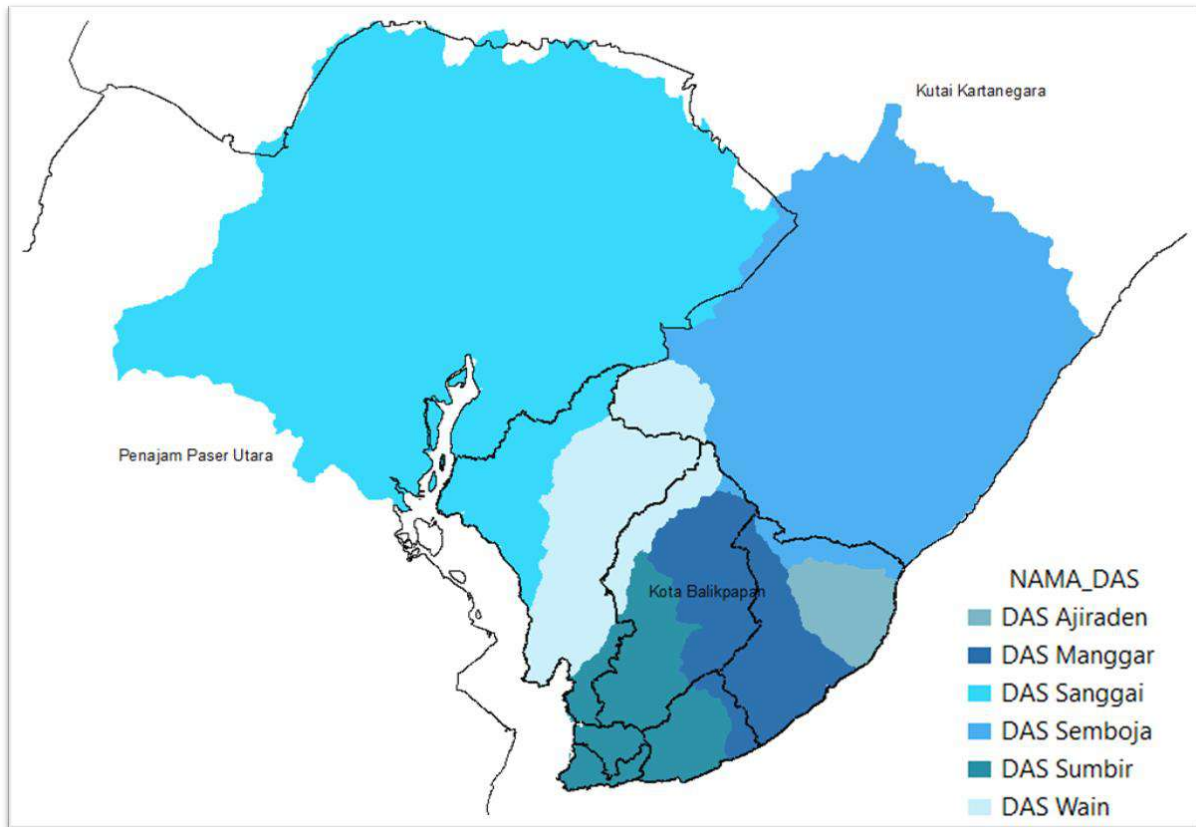 Kutai Kartanegara
Penajam Paser Utara
Kota Balikpapan
NAMA_DAS
DAS Ajiraden
DAS Manggar
DAS Sanggai
DAS Semboja
DAS Sumbir
DAS Wain